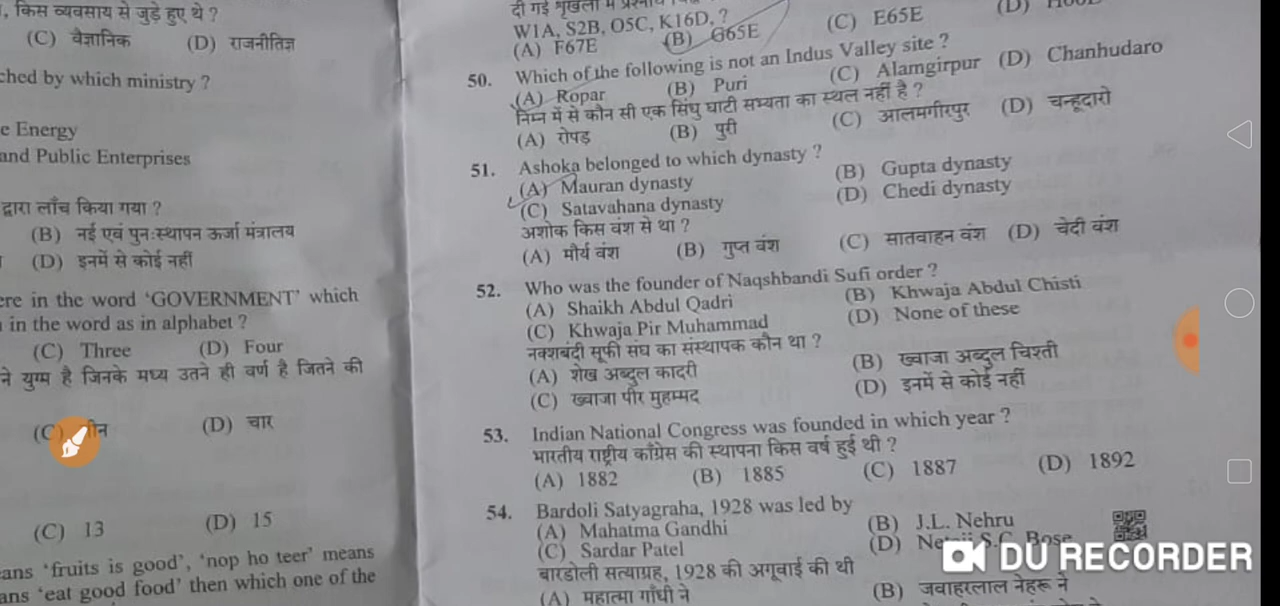 , किस व्यवसाय से जुड़े हुए थे ?
(C) वैज्ञानिक (D) राजनीतिज्ञ
ched by which ministry ?
e Energy
and Public Enterprises
द्वारा लाँच किया गया ?
(B) नई एवं पुनःस्थापन ऊर्जा मंत्रालय
(D) इनमें से कोई नहीं
ere in the word ‘GOVERNMENT’ which
in the word as in alphabet ?
(C) Three (D) Four
ने युग्म है जिनके मध्य उतने ही वर्ण है जितने की
(D) चार
(C) 13 (D) 15
ans ‘fruits is good’, ‘nop ho teer’ means
ans ‘eat good food’ then which one of the
W1A, S2B, O5C, K16D, ?
(A) F67E (B) G65E (C) E65E (D)
50. Which of the following is not an Indus Valley site ?
(A) Ropar (B) Puri (C) Alamgirpur (D) Chanhudaro
निम्न में से कौन सी एक सिंधु घाटी सभ्यता का स्थल नहीं है ?
(A) रोपड़ (B) पुरी (C) आलमगीरपुर (D) चन्हूदारो
51. Ashoka belonged to which dynasty ?
(A) Mauran dynasty (B) Gupta dynasty
(C) Satavahana dynasty (D) Chedi dynasty
अशोक किस वंश से था ?
(A) मौर्य वंश (B) गुप्त वंश (C) सातवाहन वंश (D) चेदी वंश
52. Who was the founder of Naqshbandi Sufi order ?
(A) Shaikh Abdul Qadri (B) Khwaja Abdul Chisti
(C) Khwaja Pir Muhammad (D) None of these
नक्शबंदी सूफी संघ का संस्थापक कौन था ?
(A) शेख अब्दुल कादरी (B) ख्वाजा अब्दुल चिश्ती
(C) ख्वाजा पीर मुहम्मद (D) इनमें से कोई नहीं
53. Indian National Congress was founded in which year ?
भारतीय राष्ट्रीय काँग्रेस की स्थापना किस वर्ष हुई थी ?
(A) 1882 (B) 1885 (C) 1887 (D) 1892
54. Bardoli Satyagraha, 1928 was led by
(A) Mahatma Gandhi (B) J.L. Nehru
(C) Sardar Patel (D) S.C. Bose
बारडोली सत्याग्रह, 1928 की अगूवाई की थी
(A) महात्मा गाँधी ने (B) जवाहरलाल नेहरू ने
DU RECORDER